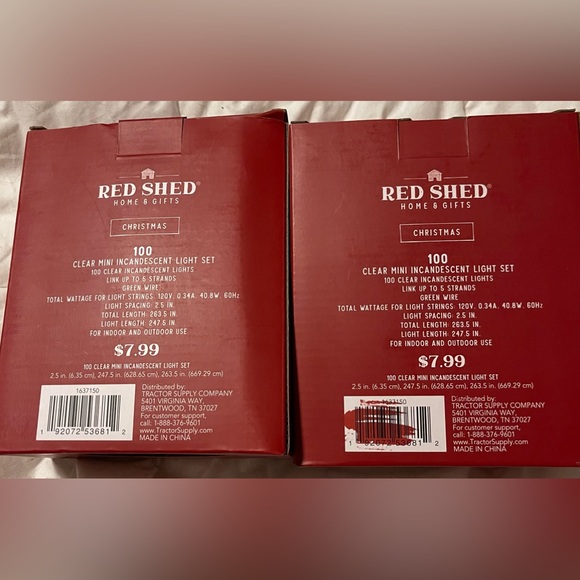 RED SHED®
HOME & GIFTS
CHRISTMAS
100
CLEAR MINI INCANDESCENT LIGHT SET
100 CLEAR INCANDESCENT LIGHTS
LINK UP TO 5 STRANDS
GREEN WIRE
TOTAL WATTAGE FOR LIGHT STRINGS: 120V, 0.34A, 40.8W, 60Hz
LIGHT SPACING: 2.5 IN.
TOTAL LENGTH: 263.5 IN.
LIGHT LENGTH: 247.5 IN.
FOR INDOOR AND OUTDOOR USE
$7.99
100 CLEAR MINI INCANDESCENT LIGHT SET
2.5 in. (6.35 cm), 247.5 in. (628.65 cm), 263.5 in. (669.29 cm)
1637150
1 92072 53681 2
Distributed by:
TRACTOR SUPPLY COMPANY
5401 VIRGINIA WAY,
BRENTWOOD, TN 37027
For customer support,
call: 1-888-376-9601
www.TractorSupply.com
MADE IN CHINA
RED SHED®
HOME & GIFTS
CHRISTMAS
100
CLEAR MINI INCANDESCENT LIGHT SET
100 CLEAR INCANDESCENT LIGHTS
LINK UP TO 5 STRANDS
GREEN WIRE
TOTAL WATTAGE FOR LIGHT STRINGS: 120V, 0.34A, 40.8W, 60Hz
LIGHT SPACING: 2.5 IN.
TOTAL LENGTH: 263.5 IN.
LIGHT LENGTH: 247.5 IN.
FOR INDOOR AND OUTDOOR USE
$7.99
100 CLEAR MINI INCANDESCENT LIGHT SET
2.5 in. (6.35 cm), 247.5 in. (628.65 cm), 263.5 in. (669.29 cm)
53681 2
Distributed by:
TRACTOR SUPPLY COMPANY
5401 VIRGINIA WAY,
BRENTWOOD, TN 37027
For customer support,
call: 1-888-376-9601
www.TractorSupply.com
MADE IN CHINA